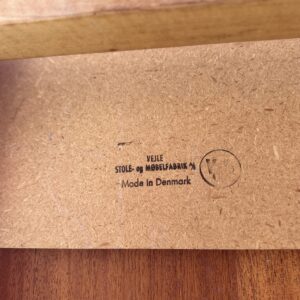 VEJLE
STOLE- og MØBELFABRIK A/S
Made in Denmark